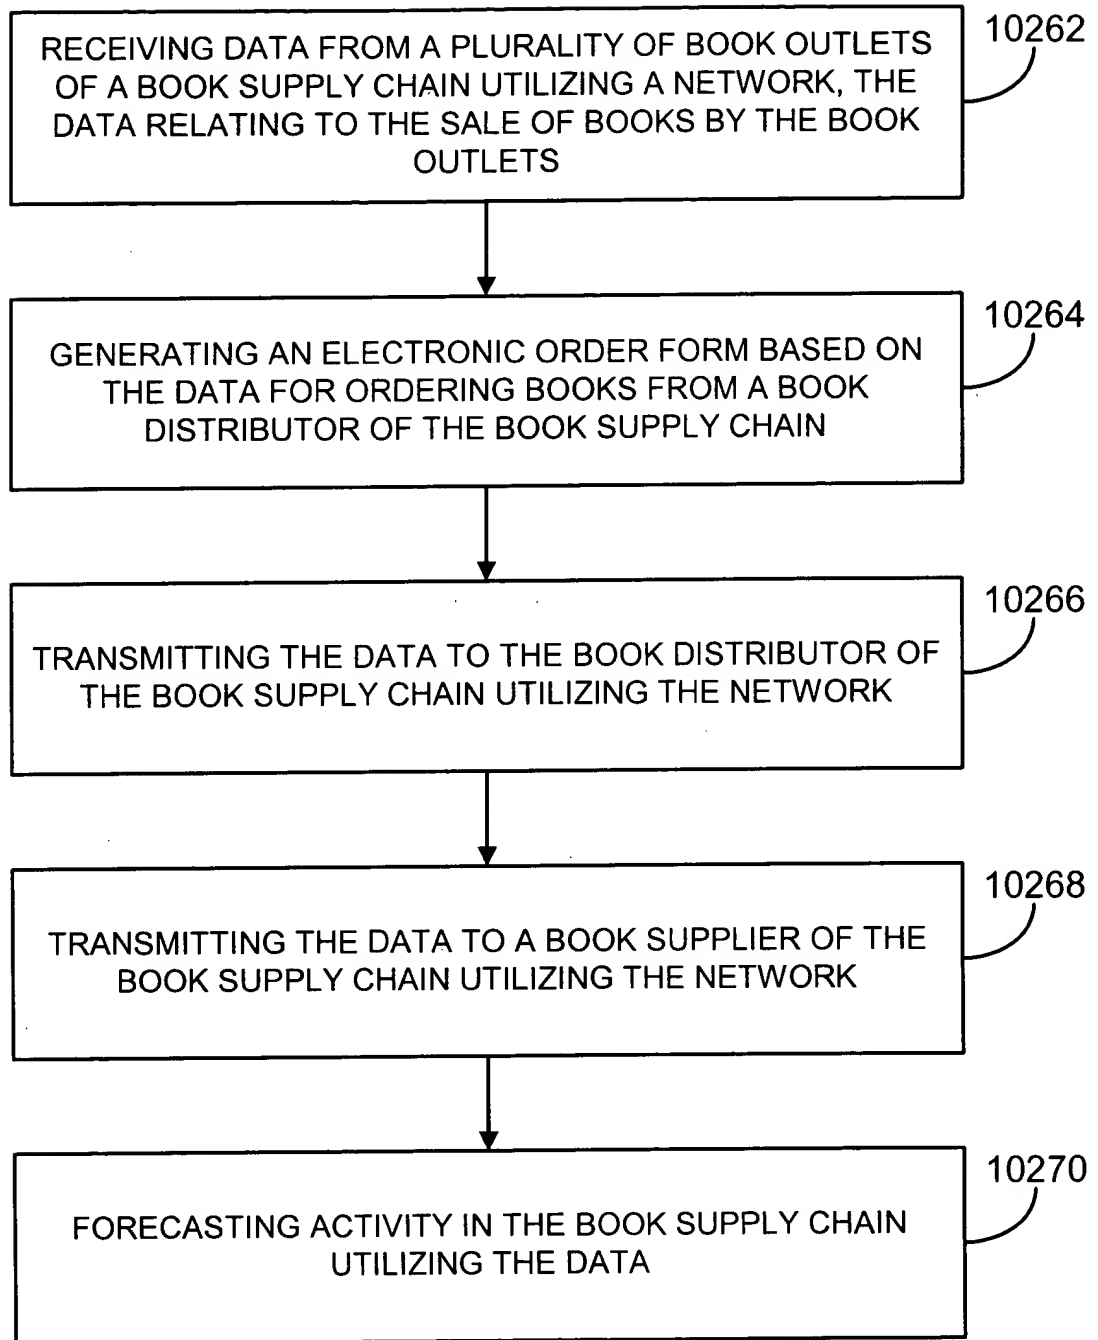 RECEIVING DATA FROM A PLURALITY OF BOOK OUTLETS
OF A BOOK SUPPLY CHAIN UTILIZING A NETWORK, THE
DATA RELATING TO THE SALE OF BOOKS BY THE BOOK
OUTLETS
10262
GENERATING AN ELECTRONIC ORDER FORM BASED ON
THE DATA FOR ORDERING BOOKS FROM A BOOK
DISTRIBUTOR OF THE BOOK SUPPLY CHAIN
10264
TRANSMITTING THE DATA TO THE BOOK DISTRIBUTOR OF
THE BOOK SUPPLY CHAIN UTILIZING THE NETWORK
10266
TRANSMITTING THE DATA TO A BOOK SUPPLIER OF THE
BOOK SUPPLY CHAIN UTILIZING THE NETWORK
10268
FORECASTING ACTIVITY IN THE BOOK SUPPLY CHAIN
UTILIZING THE DATA
10270